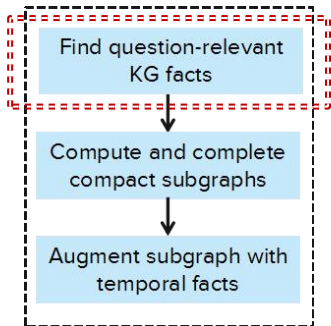 Find question-relevant
KG facts
Compute and complete
compact subgraphs
Augment subgraph with
temporal facts